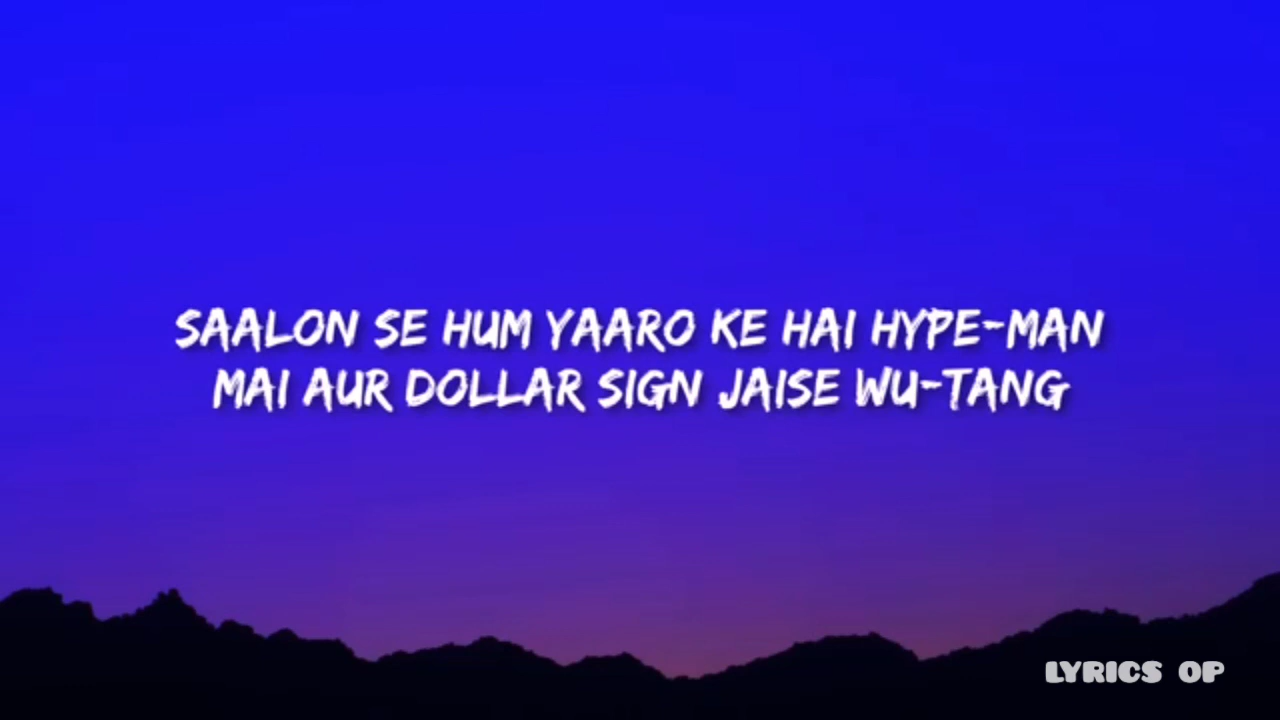 SAALON SE HUM YAARO KE HAI HYPE-MAN
MAI AUR DOLLAR SIGN JAISE WU-TANG
LYRICS OP